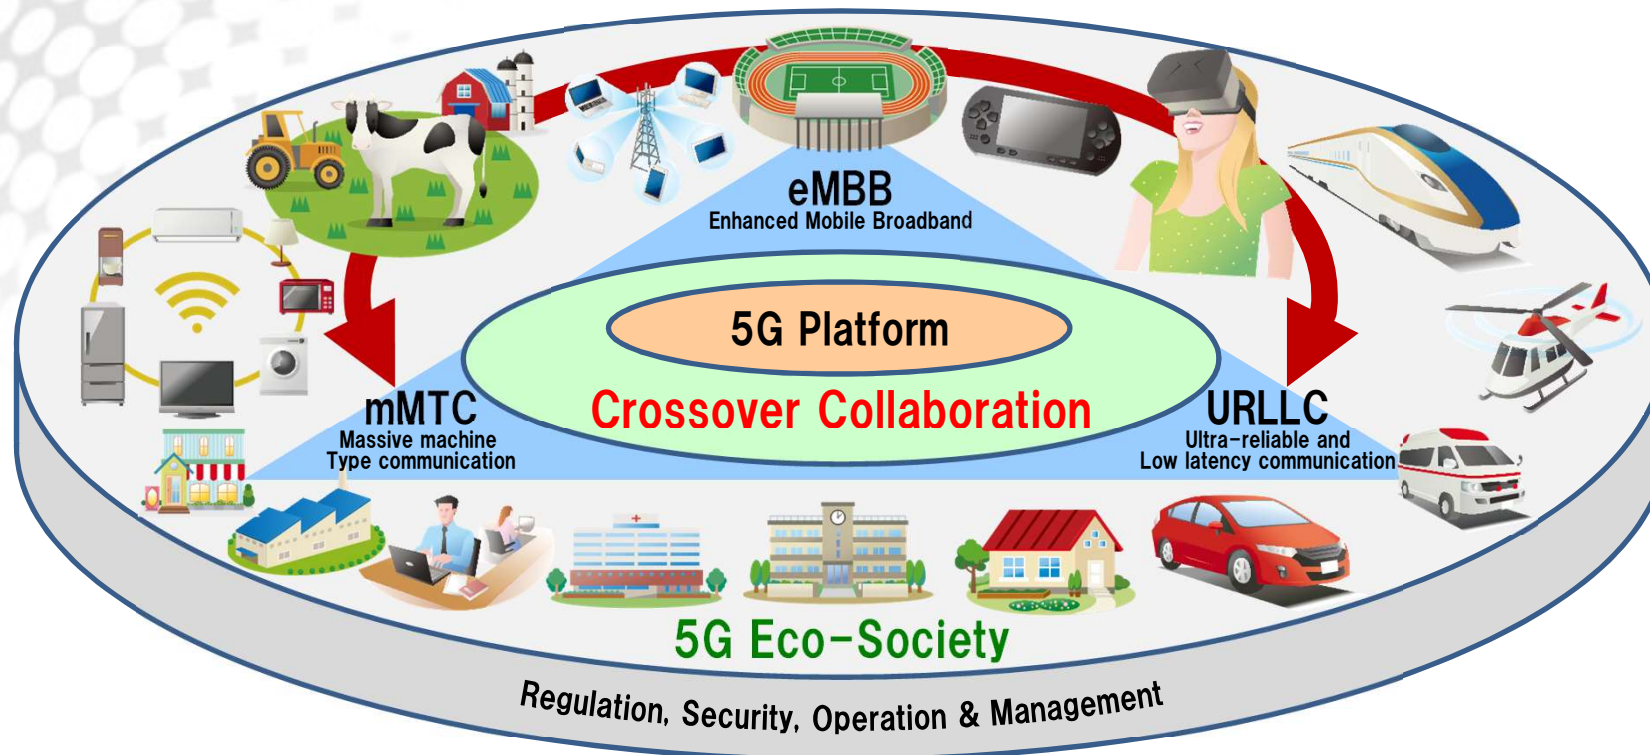 eMBB
Enhanced Mobile Broadband
5G Platform
Crossover Collaboration
mMTC
Massive machine
Type communication
URLLC
Ultra-reliable and
Low latency communication
5G Eco-Society
Regulation, Security, Operation & Management